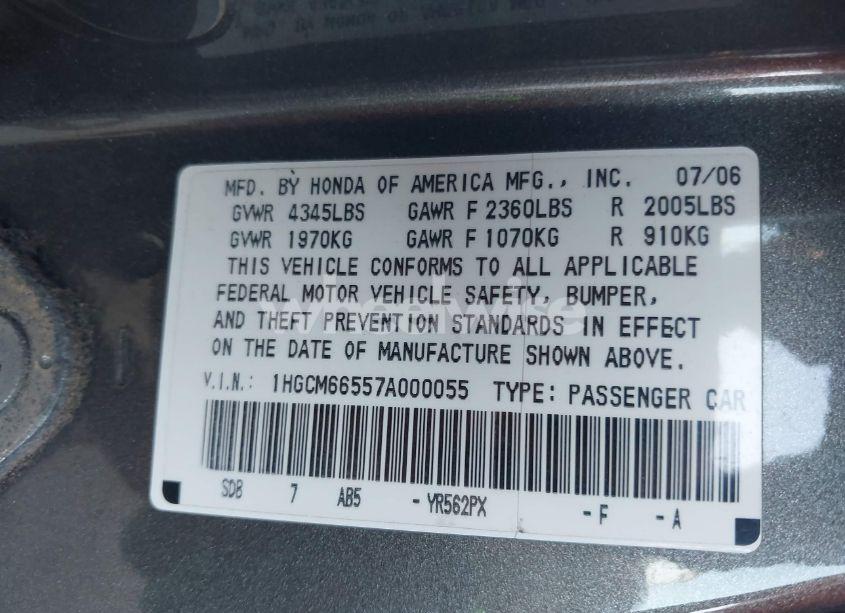 MFD. BY HONDA OF AMERICA MFG., INC. 07/06
GVWR 4345LBS GAWR F 2360LBS R 2005LBS
GVWR 1970KG GAWR F 1070KG R 910KG
THIS VEHICLE CONFORMS TO ALL APPLICABLE
FEDERAL MOTOR VEHICLE SAFETY, BUMPER,
AND THEFT PREVENTION STANDARDS IN EFFECT
ON THE DATE OF MANUFACTURE SHOWN ABOVE.
V.I.N.: 1HGCM66557A000055 TYPE: PASSENGER CAR
SDB 7 AB5 -YR562PX -F -A
wheelwise